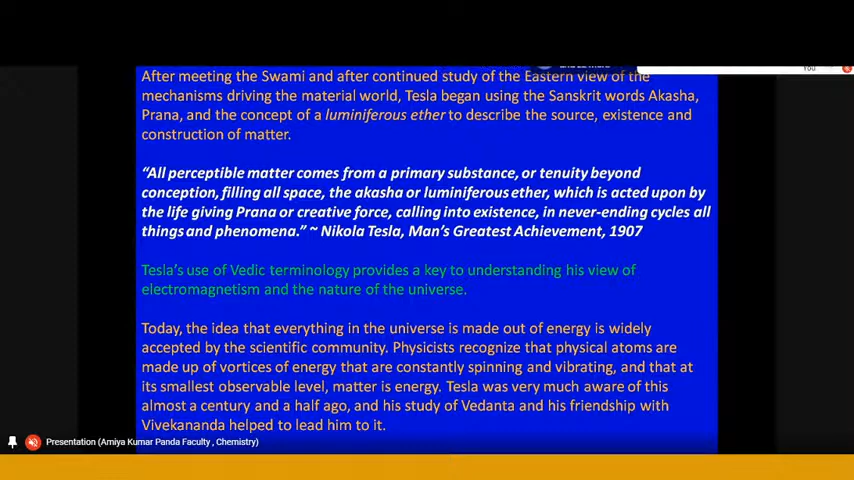 You
After meeting the Swami and after continued study of the Eastern view of the
mechanisms driving the material world, Tesla began using the Sanskrit words Akasha,
Prana, and the concept of a luminiferous ether to describe the source, existence and
construction of matter.
“All perceptible matter comes from a primary substance, or tenuity beyond
conception, filling all space, the akasha or luminiferous ether, which is acted upon by
the life giving Prana or creative force, calling into existence, in never-ending cycles all
things and phenomena.” ~ Nikola Tesla, Man’s Greatest Achievement, 1907
Tesla’s use of Vedic terminology provides a key to understanding his view of
electromagnetism and the nature of the universe.
Today, the idea that everything in the universe is made out of energy is widely
accepted by the scientific community. Physicists recognize that physical atoms are
made up of vortices of energy that are constantly spinning and vibrating, and that at
its smallest observable level, matter is energy. Tesla was very much aware of this
almost a century and a half ago, and his study of Vedanta and his friendship with
Vivekananda helped to lead him to it.
Presentation (Amiya Kumar Panda Faculty , Chemistry)